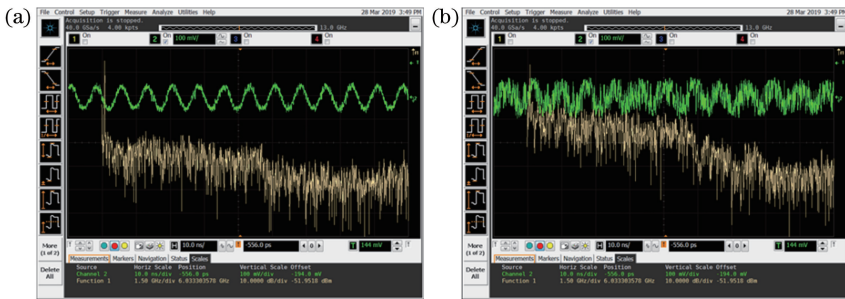 (a)
File Control Setup Trigger Measure Analyze Utilities Help
28 Mar 2019 3:49 PM
Acquisition is stopped.
40.0 GSa/s 4.00 kpts
13.0 GHz
1 On 2 On 100 mV/ 3 On 4 On
More
(1 of 2)
Delete
All
H 10.0 ns/ -556.0 ps 0 T 144 mV
Measurements Markers Navigation Status Scales
Source Horiz Scale Position Vertical Scale Offset
Channel 2 10.0 ns/div -556.0 ps 100 mV/div -194.0 mV
Function 1 1.50 GHz/div 6.033303578 GHz 10.0000 dBm/div -51.9518 dBm
(b)
File Control Setup Trigger Measure Analyze Utilities Help
28 Mar 2019 3:49 PM
Acquisition is stopped.
40.0 GSa/s 4.00 kpts
13.0 GHz
1 On 2 On 100 mV/ 3 On 4 On
More
(1 of 2)
Delete
All
H 10.0 ns/ -556.0 ps 0 T 144 mV
Measurements Markers Navigation Status Scales
Source Horiz Scale Position Vertical Scale Offset
Channel 2 10.0 ns/div -556.0 ps 100 mV/div -194.0 mV
Function 1 1.50 GHz/div 6.033303578 GHz 10.0000 dBm/div -51.9518 dBm